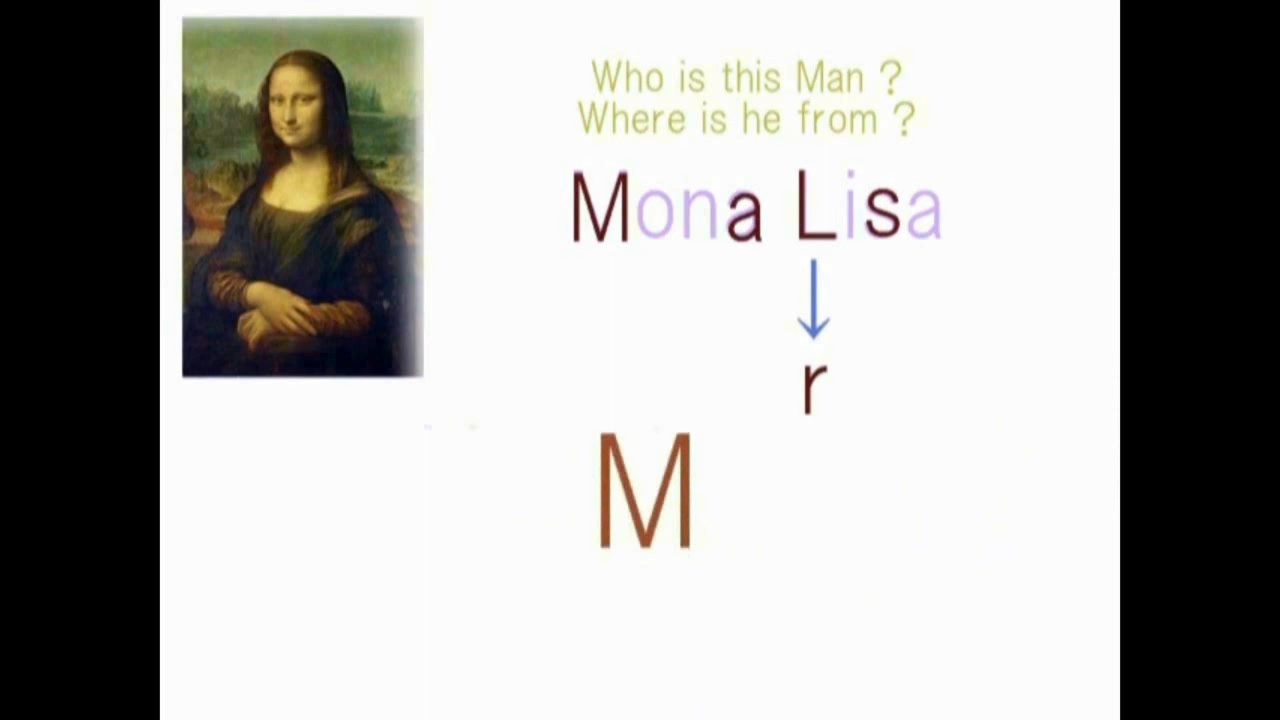 Who is this Man ?
Where is he from ?
Mona Lisa
↓
r
M